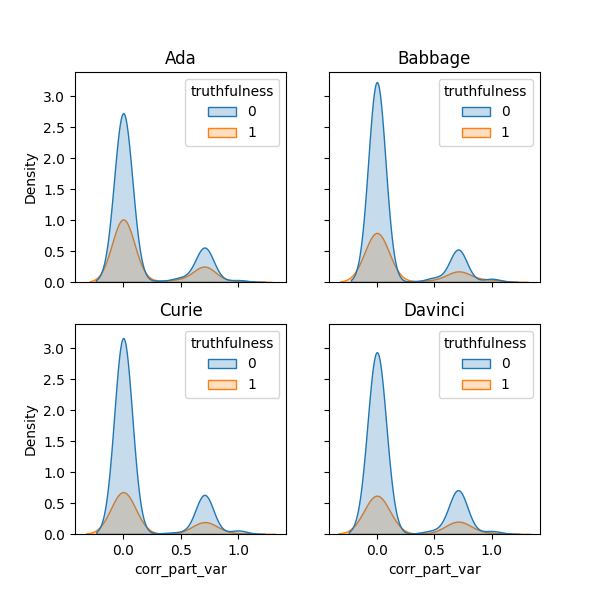 Ada
Babbage
truthfulness
0
1
truthfulness
0
1
Density
3.0
2.5
2.0
1.5
1.0
0.5
0.0
Curie
Davinci
truthfulness
0
1
truthfulness
0
1
Density
3.0
2.5
2.0
1.5
1.0
0.5
0.0
0.0 0.5 1.0
0.0 0.5 1.0
corr_part_var
corr_part_var